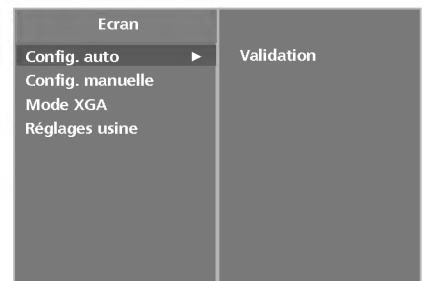 Ecran
Config. auto ►
Validation
Config. manuelle
Mode XGA
Réglages usine